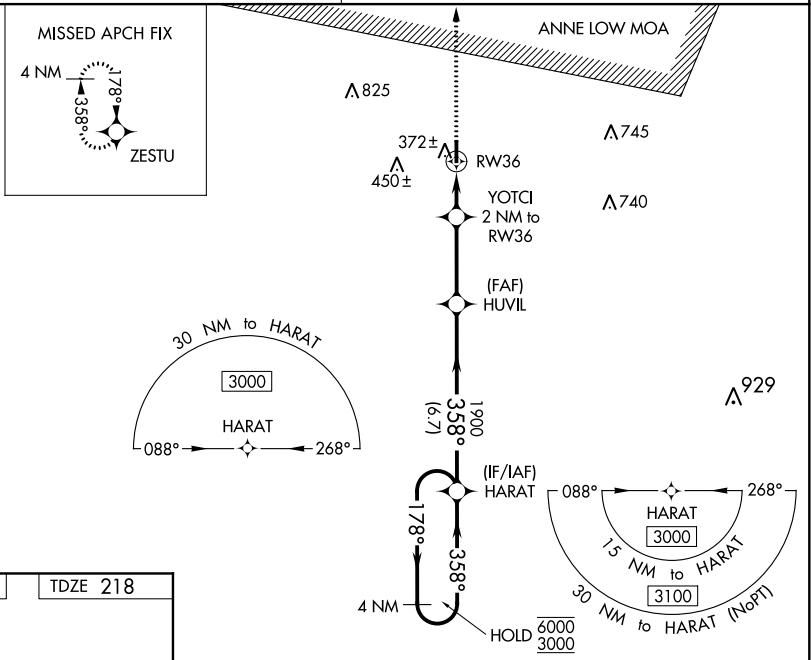 MISSED APCH FIX
4 NM
178°
358°
ZESTU
ANNE LOW MOA
825
745
372±
RW36
450±
YOTCI
2 NM to
RW36
740
(FAF)
HUVIL
30 NM to HARAT
3000
HARAT
088°
268°
929
1900
358°
(6.7)
(IF/IAF)
HARAT
178°
358°
4 NM
HOLD 6000
3000
088°
268°
HARAT
3000
15 NM to HARAT
3100
30 NM to HARAT (NoPT)
TDZE 218